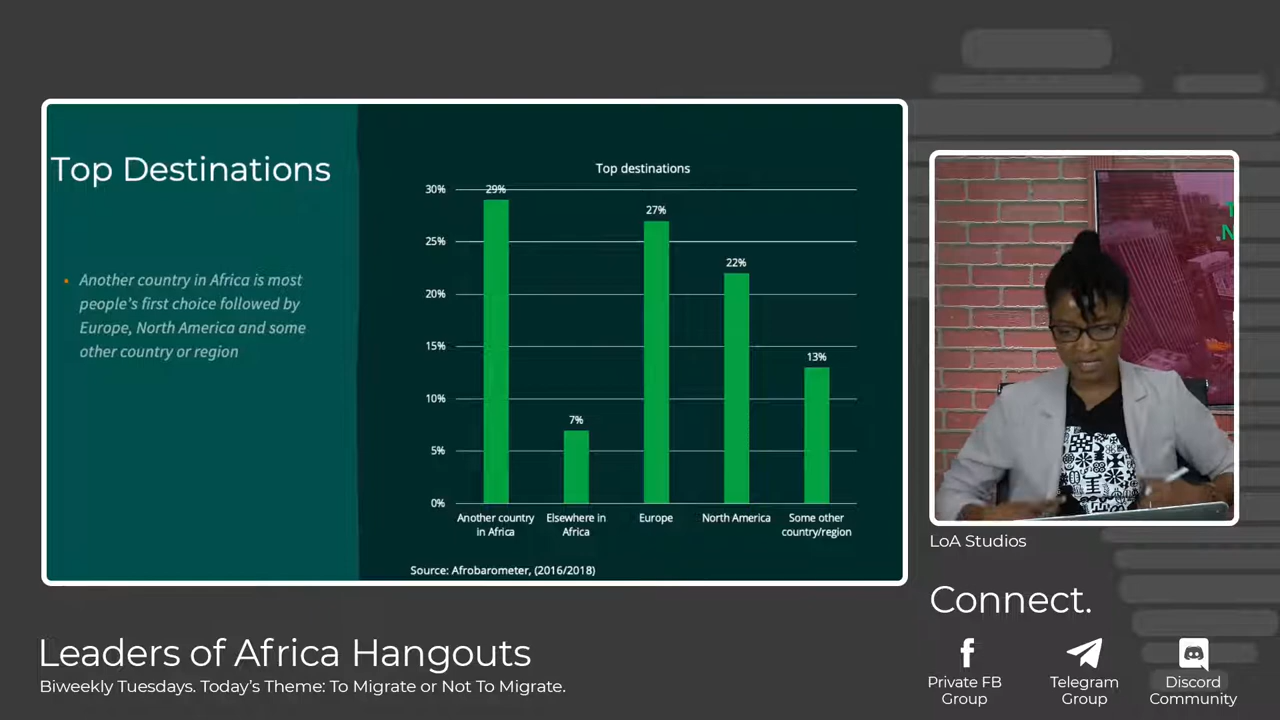 Top Destinations
Another country in Africa is most
people's first choice followed by
Europe, North America and some
other country or region
Top destinations
30%
25%
20%
15%
10%
5%
0%
29%
7%
27%
22%
13%
Another country
in Africa
Elsewhere in
Africa
Europe
North America
Some other
country/region
Source: Afrobarometer, (2016/2018)
LoA Studios
Connect.
Private FB
Group
Telegram
Group
Discord
Community
Leaders of Africa Hangouts
Biweekly Tuesdays. Today's Theme: To Migrate or Not To Migrate.